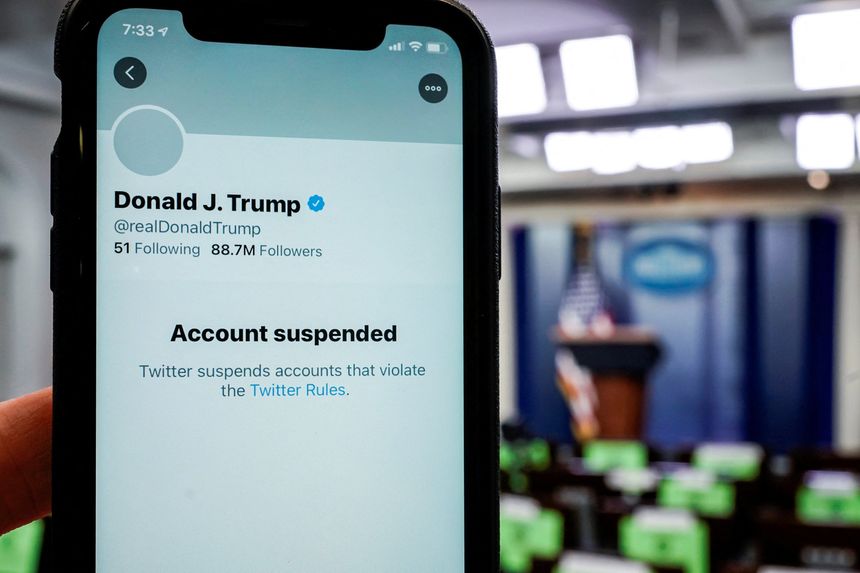 7:33
Donald J. Trump
@realDonaldTrump
51 Following 88.7M Followers
Account suspended
Twitter suspends accounts that violate
the Twitter Rules.